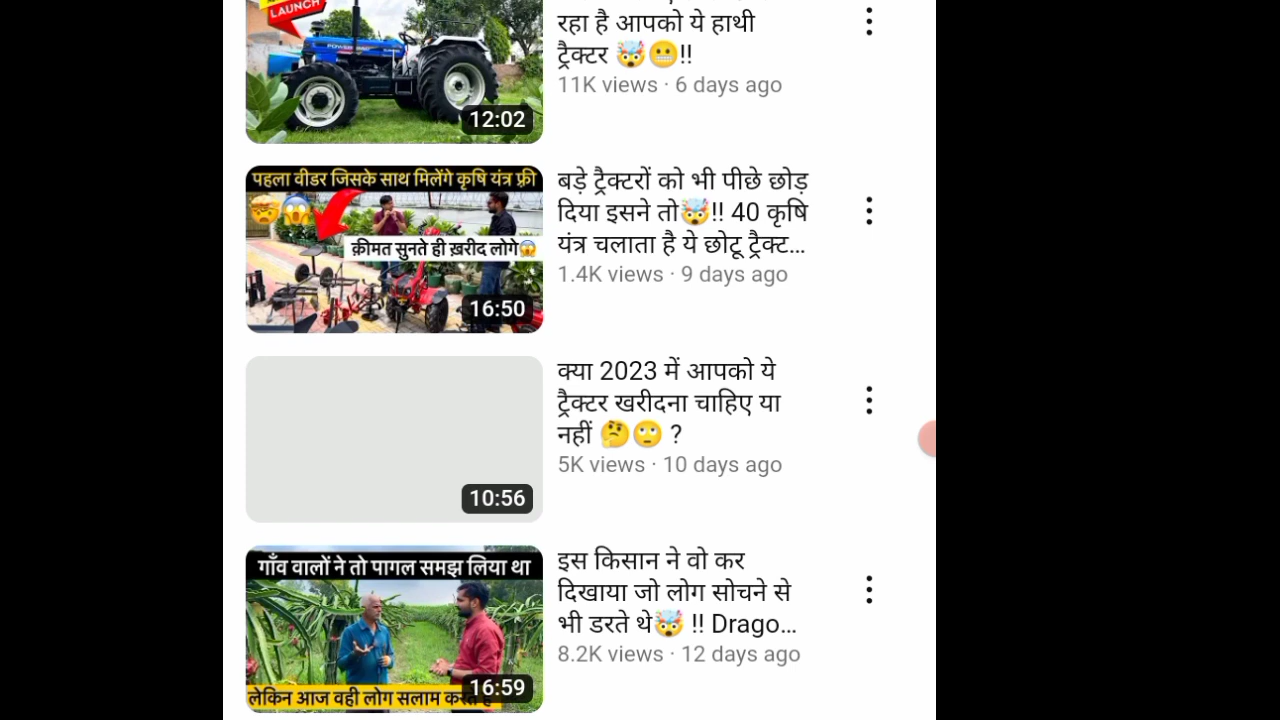 LAUNCH
POWERTRAC
12:02
रहा है आपको ये हाथी
ट्रैक्टर 🤯😬!!
11K views · 6 days ago
पहला वीडर जिसके साथ मिलेंगे कृषि यंत्र फ़्री
क़ीमत सुनते ही ख़रीद लोगे😱
16:50
बड़े ट्रैक्टरों को भी पीछे छोड़
दिया इसने तो🤯!! 40 कृषि
यंत्र चलाता है ये छोटू ट्रैक्ट...
1.4K views · 9 days ago
10:56
क्या 2023 में आपको ये
ट्रैक्टर खरीदना चाहिए या
नहीं 🤔🙄 ?
5K views · 10 days ago
गाँव वालों ने तो पागल समझ लिया था
लेकिन आज वही लोग सलाम करते है
16:59
इस किसान ने वो कर
दिखाया जो लोग सोचने से
भी डरते थे🤯 !! Drago...
8.2K views · 12 days ago